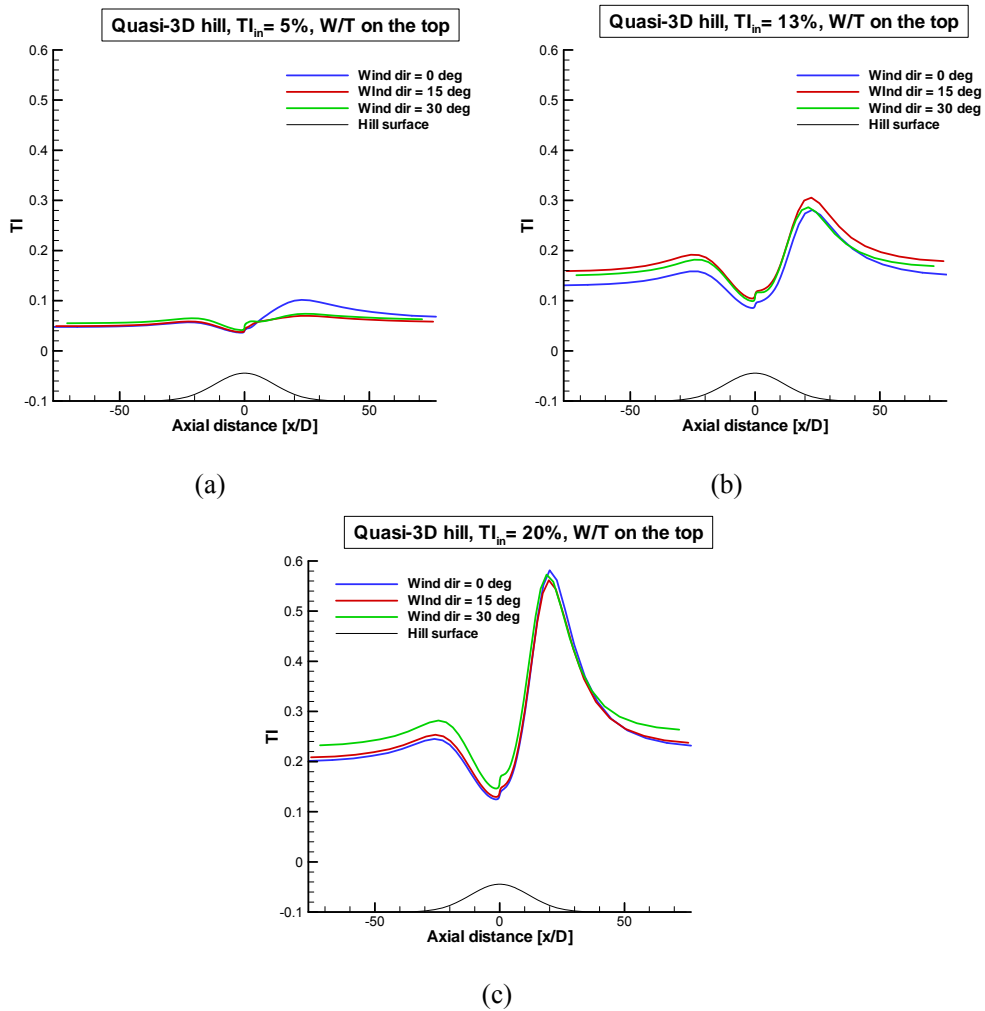 Quasi-3D hill, TI_in= 5%, W/T on the top
0.6
0.5
0.4
0.3
0.2
0.1
0
-0.1
TI
Wind dir = 0 deg
WInd dir = 15 deg
Wind dir = 30 deg
Hill surface
-50 0 50
Axial distance [x/D]
(a)
Quasi-3D hill, TI_in= 13%, W/T on the top
0.6
0.5
0.4
0.3
0.2
0.1
0
-0.1
TI
Wind dir = 0 deg
WInd dir = 15 deg
Wind dir = 30 deg
Hill surface
-50 0 50
Axial distance [x/D]
(b)
Quasi-3D hill, TI_in= 20%, W/T on the top
0.6
0.5
0.4
0.3
0.2
0.1
0
-0.1
TI
Wind dir = 0 deg
WInd dir = 15 deg
Wind dir = 30 deg
Hill surface
-50 0 50
Axial distance [x/D]
(c)